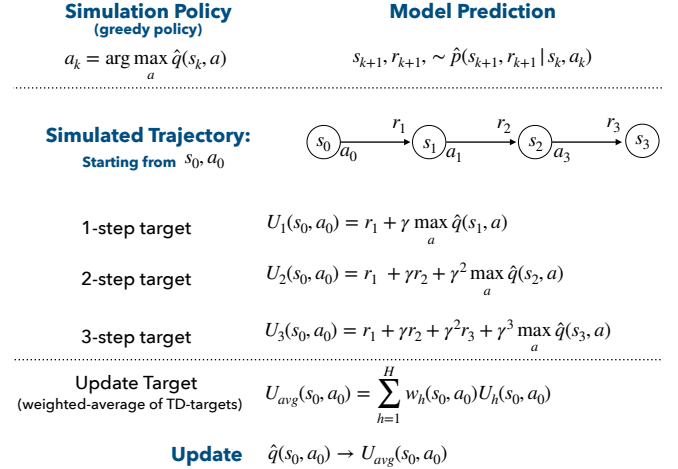 Simulation Policy
(greedy policy)
a_k = arg max_a q̂(s_k, a)
Model Prediction
s_{k+1}, r_{k+1}, ∼ p̂(s_{k+1}, r_{k+1} | s_k, a_k)
Simulated Trajectory:
Starting from s_0, a_0
s_0 a_0 r_1 s_1 a_1 r_2 s_2 a_3 r_3 s_3
1-step target U_1(s_0, a_0) = r_1 + γ max_a q̂(s_1, a)
2-step target U_2(s_0, a_0) = r_1 + γr_2 + γ^2 max_a q̂(s_2, a)
3-step target U_3(s_0, a_0) = r_1 + γr_2 + γ^2r_3 + γ^3 max_a q̂(s_3, a)
Update Target
(weighted-average of TD-targets)
U_{avg}(s_0, a_0) = ∑_{h=1}^{H} w_h(s_0, a_0)U_h(s_0, a_0)
Update q̂(s_0, a_0) → U_{avg}(s_0, a_0)